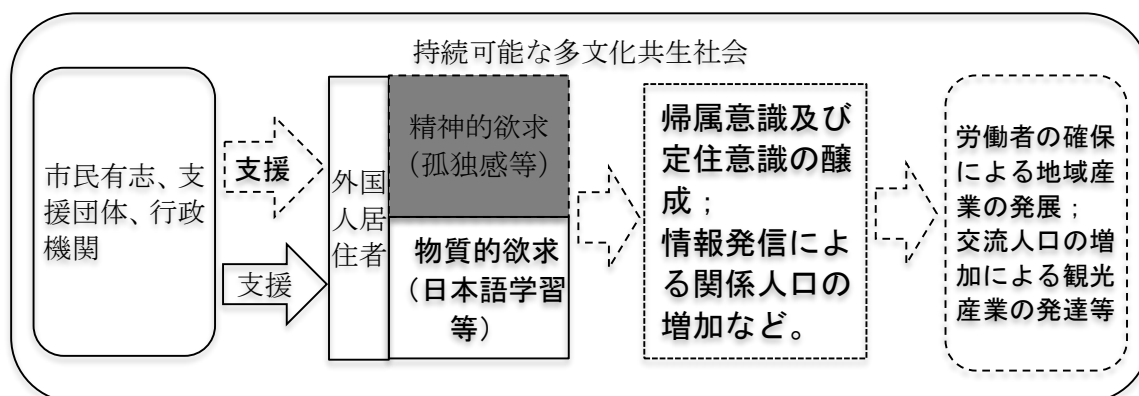 持続可能な多文化共生社会
市民有志、支
援団体、行政
機関
支援
支援
外国
人居
住者
精神的欲求
（孤独感等）
物質的欲求
（日本語学習
等）
帰属意識及び
定住意識の醸
成；
情報発信によ
る関係人口の
増加など。
労働者の確保
による地域産
業の発展；
交流人口の増
加による観光
産業の発達等